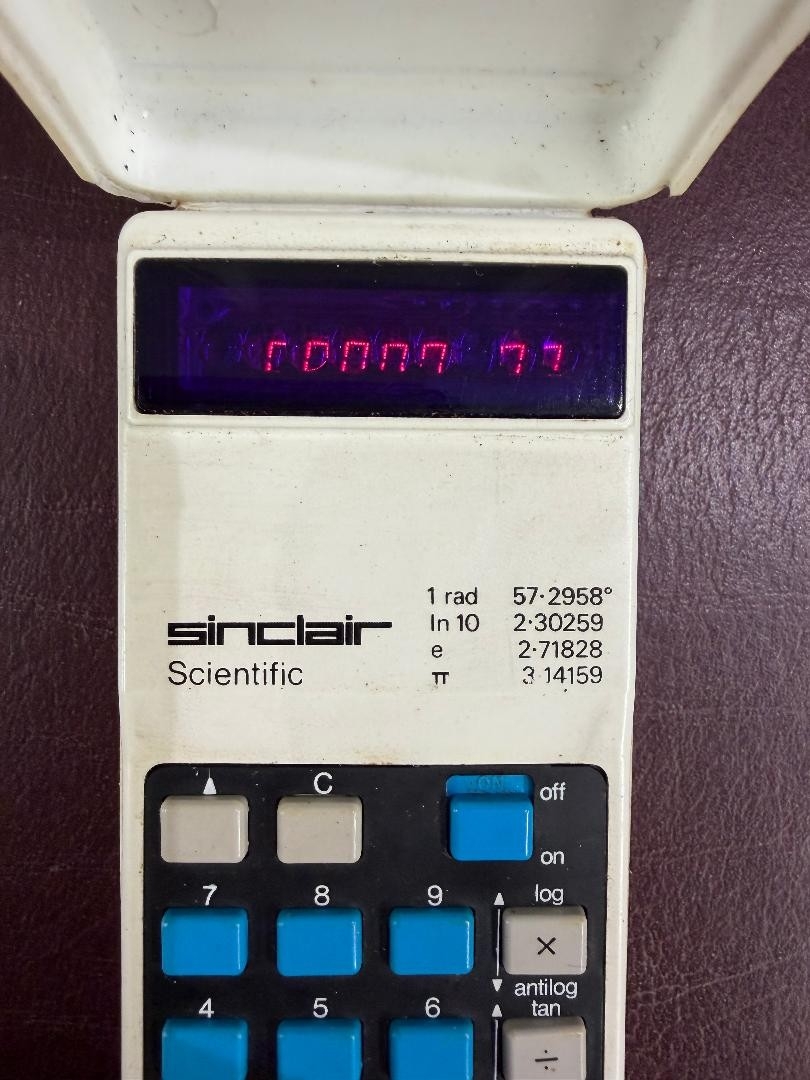 1 rad 57·2958°
sinclair ln 10 2·30259
e 2·71828
Scientific π 3·14159
▲ C ON off
on
7 8 9 ▲ log
×
▼ antilog
4 5 6 ▲ tan
÷